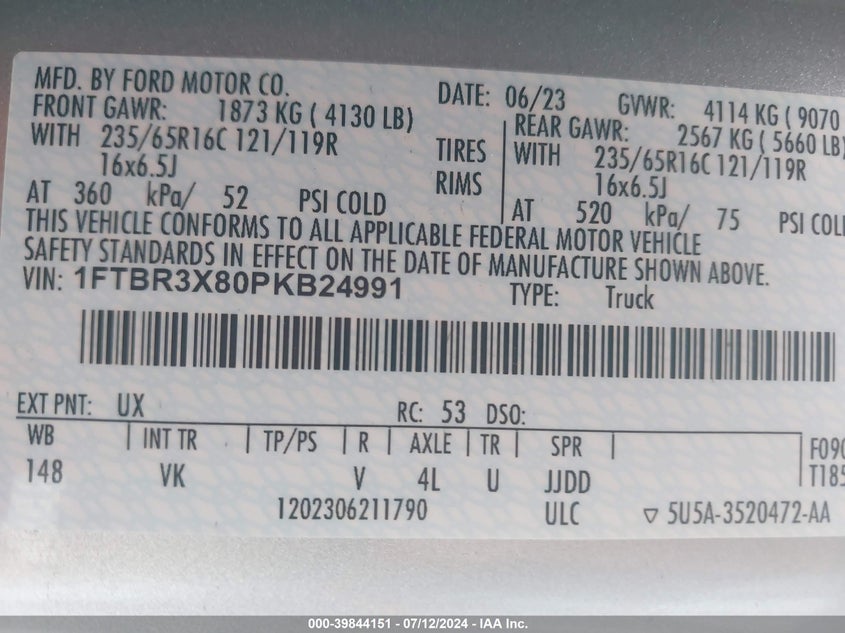 MFD. BY FORD MOTOR CO. DATE: 06/23 GVWR: 4114 KG ( 9070
FRONT GAWR: 1873 KG ( 4130 LB) REAR GAWR: 2567 KG ( 5660 LB)
WITH 235/65R16C 121/119R TIRES WITH 235/65R16C 121/119R
16x6.5J RIMS 16x6.5J
AT 360 kPa/ 52 PSI COLD AT 520 kPa/ 75 PSI COL
THIS VEHICLE CONFORMS TO ALL APPLICABLE FEDERAL MOTOR VEHICLE
SAFETY STANDARDS IN EFFECT ON THE DATE OF MANUFACTURE SHOWN ABOVE.
VIN: 1FTBR3X80PKB24991 TYPE: Truck
EXT PNT: UX RC: 53 DSO:
WB INT TR TP/PS R AXLE TR SPR F090
148 VK V 4L U JJDD T185
1202306211790 ULC ▽ 5U5A-3520472-AA
000-39844151 - 07/12/2024 - IAA Inc.